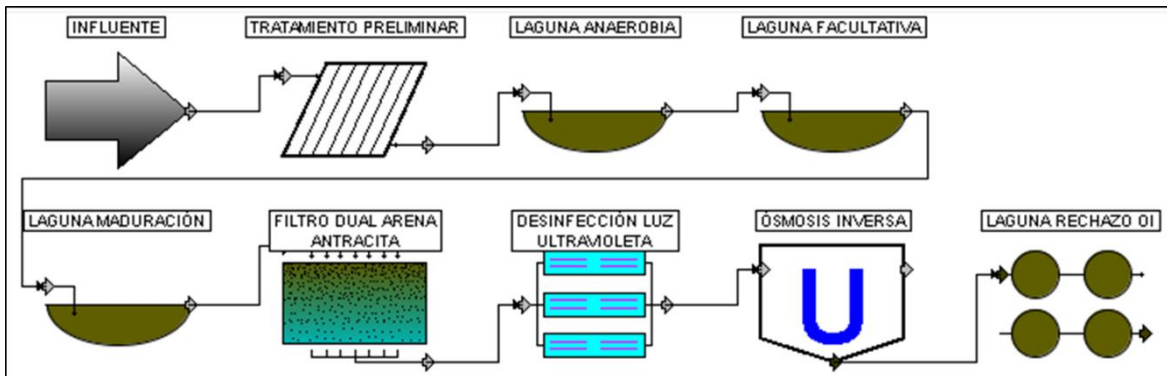 INFLUENTE
TRATAMIENTO PRELIMINAR
LAGUNA ANAEROBIA
LAGUNA FACULTATIVA
LAGUNA MADURACIÓN
FILTRO DUAL ARENA
ANTRACITA
DESINFECCIÓN LUZ
ULTRAVIOLETA
ÓSMOSIS INVERSA
LAGUNA RECHAZO OI